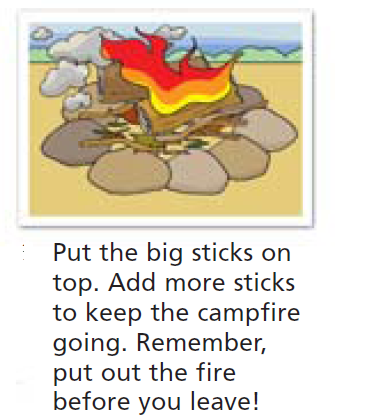 Put the big sticks on
top. Add more sticks
to keep the campfire
going. Remember,
put out the fire
before you leave!